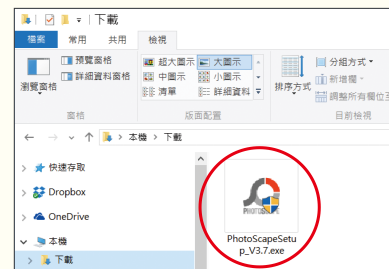 下載
檔案 常用 共用 檢視
預覽窗格 超大圖示 大圖示 分組方式
詳細資料窗格 中圖示 小圖示 新增欄
瀏覽窗格 清單 詳細資料 排序方式 調整所有欄位至
窗格 版面配置 目前檢視
本機 > 下載
快速存取
Dropbox
OneDrive
本機
下載
PHOTOSCAPE
PhotoScapeSetu
p_V3.7.exe